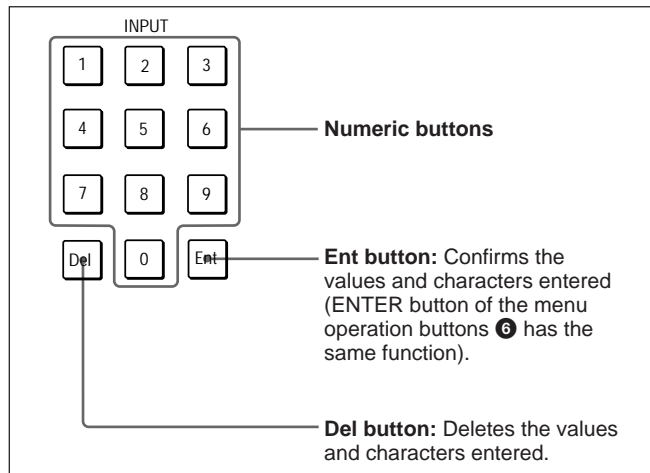 INPUT
1 2 3
4 5 6
Numeric buttons
7 8 9
Del 0 Ent
Ent button: Confirms the
values and characters entered
(ENTER button of the menu
operation buttons ❻ has the
same function).
Del button: Deletes the values
and characters entered.